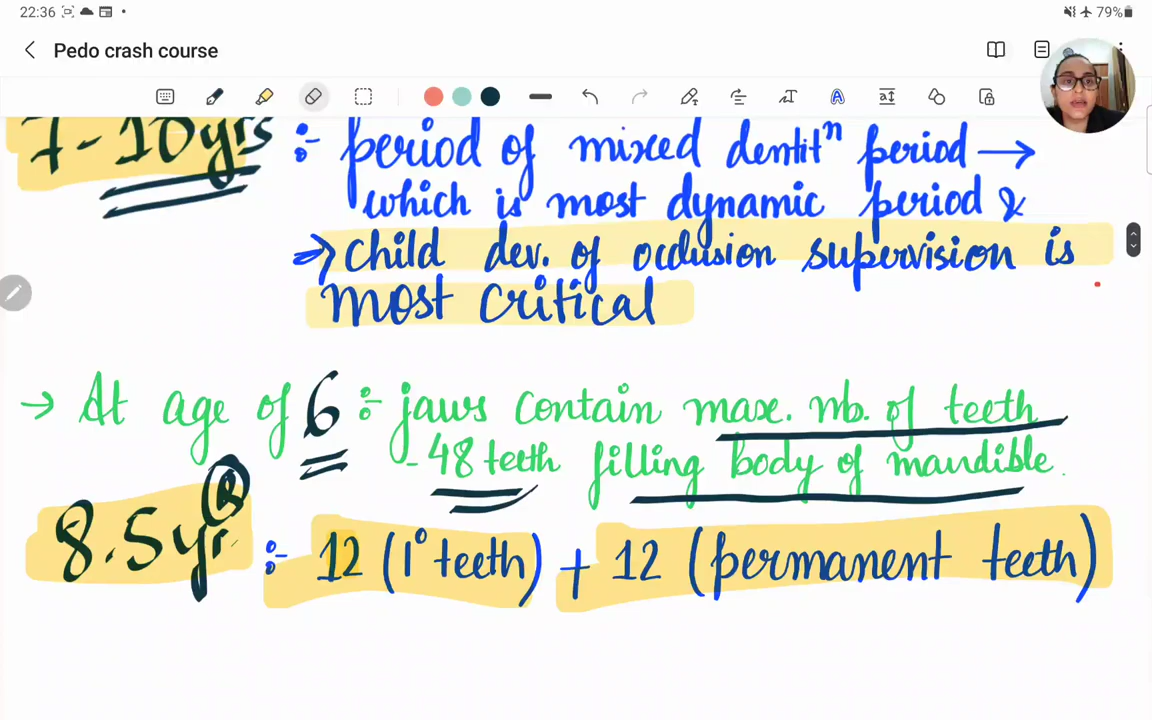 22:36
79%
Pedo crash course
7-10yrs :- period of mixed dentitⁿ period →
which is most dynamic period &
→ Child dev. of occlusion supervision is
most critical
→ At age of 6 :- jaws contain max. nb. of teeth
- 48 teeth filling body of mandible.
8.5yr :- 12 (1° teeth) + 12 (permanent teeth)